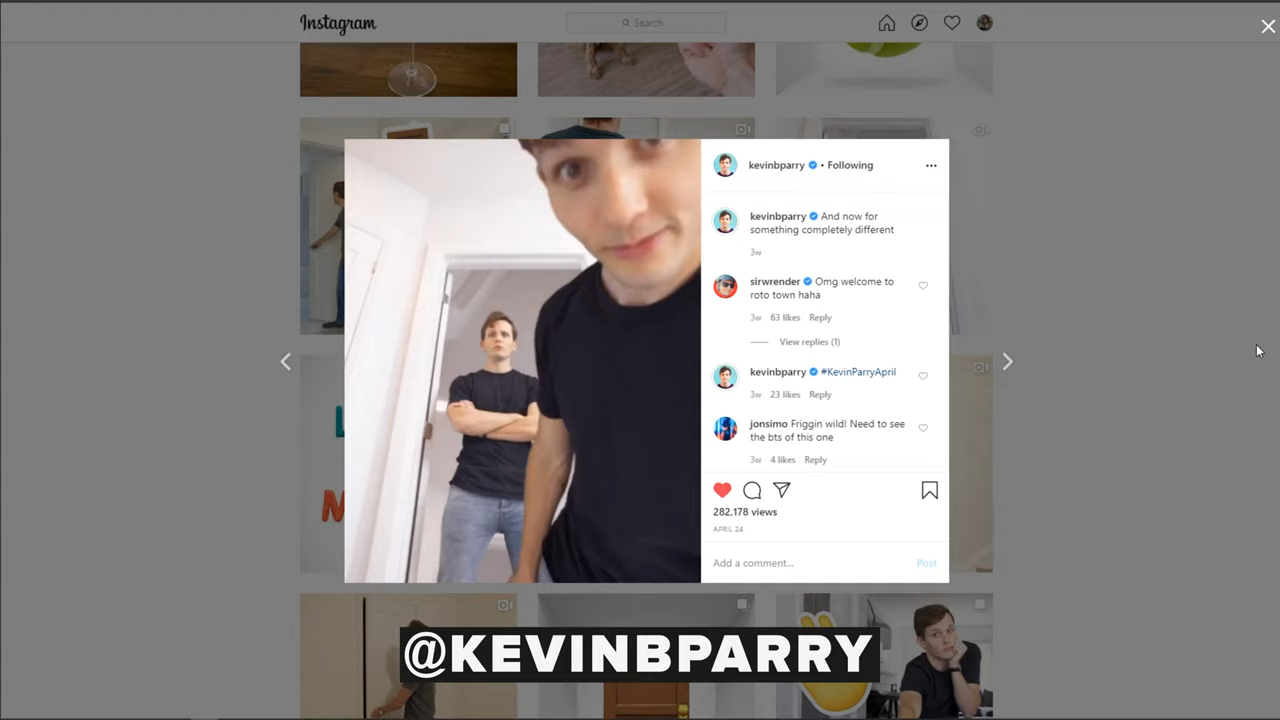 Instagram
Search
kevinbparry • Following
kevinbparry And now for
something completely different
3w
sirwrender Omg welcome to
roto town haha
3w 63 likes Reply
View replies (1)
kevinbparry #KevinParryApril
3w 23 likes Reply
jonsimo Friggin wild! Need to see
the bts of this one
3w 4 likes Reply
282,178 views
APRIL 24
Add a comment... Post
@KEVINBPARRY